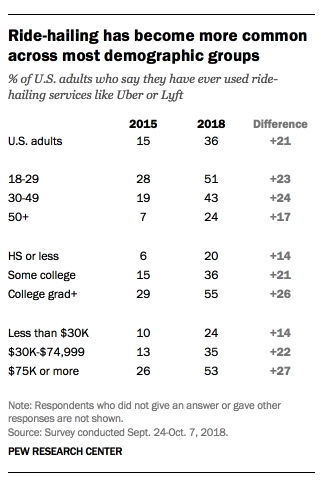 Ride-hailing has become more common
across most demographic groups
% of U.S. adults who say they have ever used ride-
hailing services like Uber or Lyft
2015 2018 Difference
U.S. adults 15 36 +21
18-29 28 51 +23
30-49 19 43 +24
50+ 7 24 +17
HS or less 6 20 +14
Some college 15 36 +21
College grad+ 29 55 +26
Less than $30K 10 24 +14
$30K-$74,999 13 35 +22
$75K or more 26 53 +27
Note: Respondents who did not give an answer or gave other
responses are not shown.
Source: Survey conducted Sept. 24-Oct. 7, 2018.
PEW RESEARCH CENTER